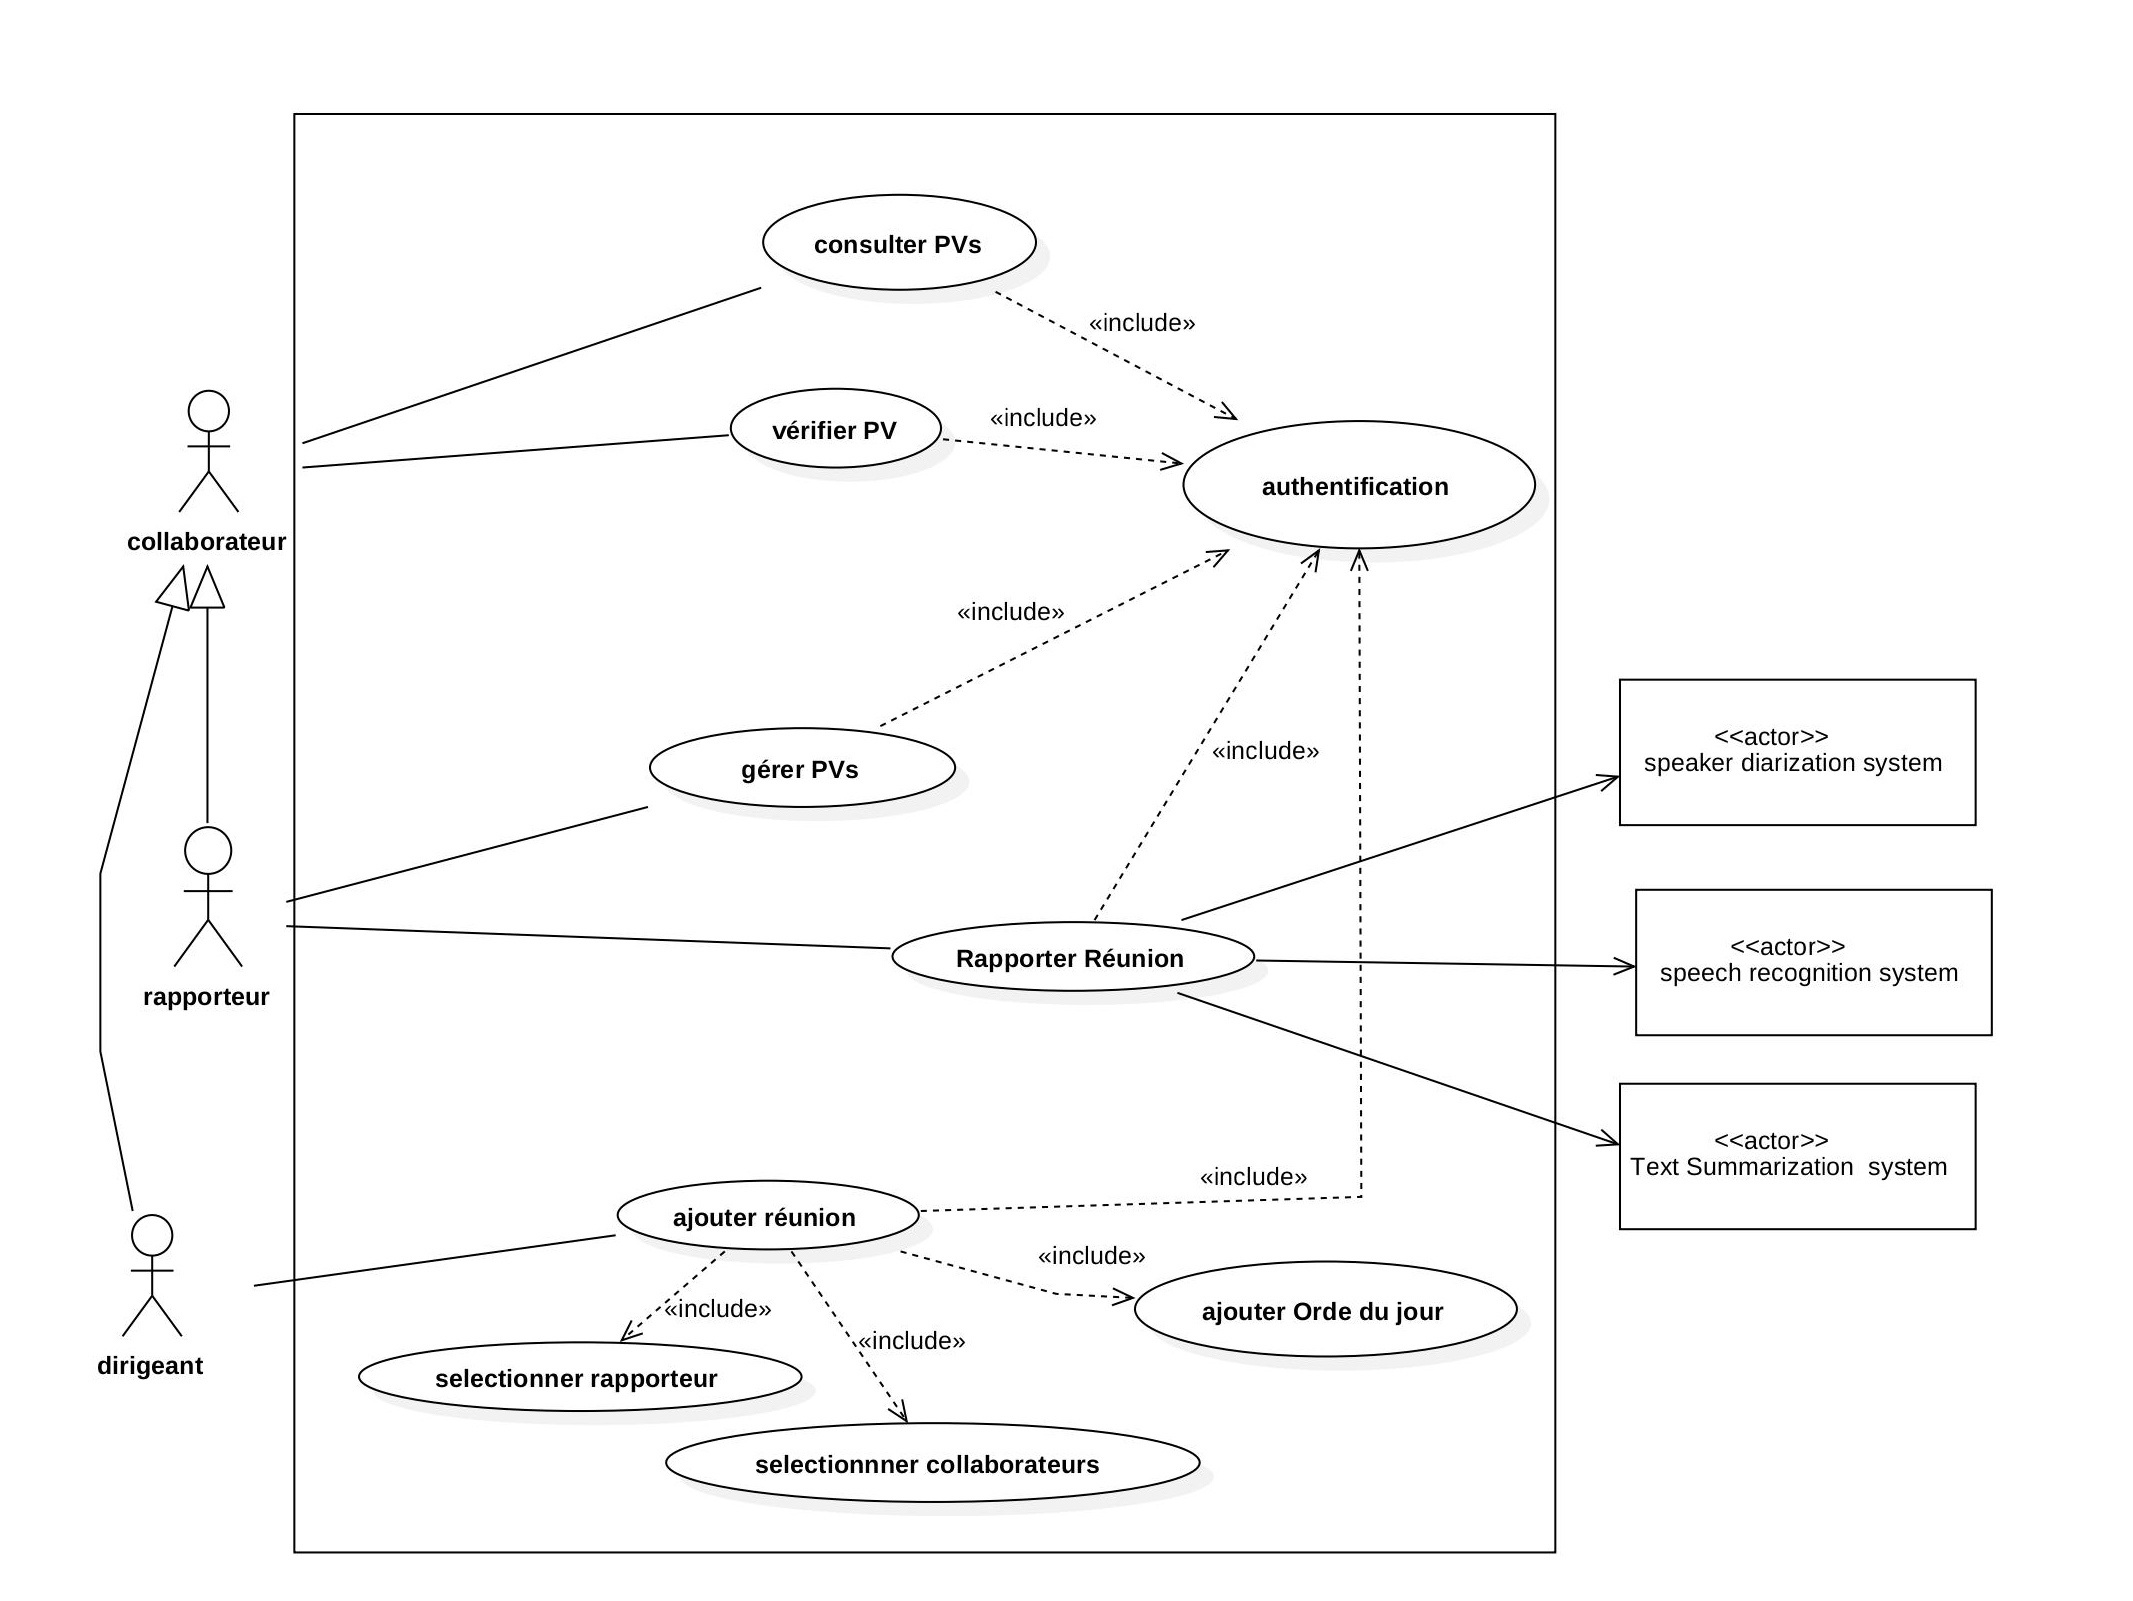 consulter PVs
«include»
vérifier PV
«include»
authentification
collaborateur
«include»
«include»
<<actor>>
speaker diarization system
gérer PVs
<<actor>>
speech recognition system
Rapporter Réunion
rapporteur
<<actor>>
Text Summarization  system
«include»
ajouter réunion
«include»
ajouter Orde du jour
«include»
«include»
dirigeant
selectionner rapporteur
selectionnner collaborateurs